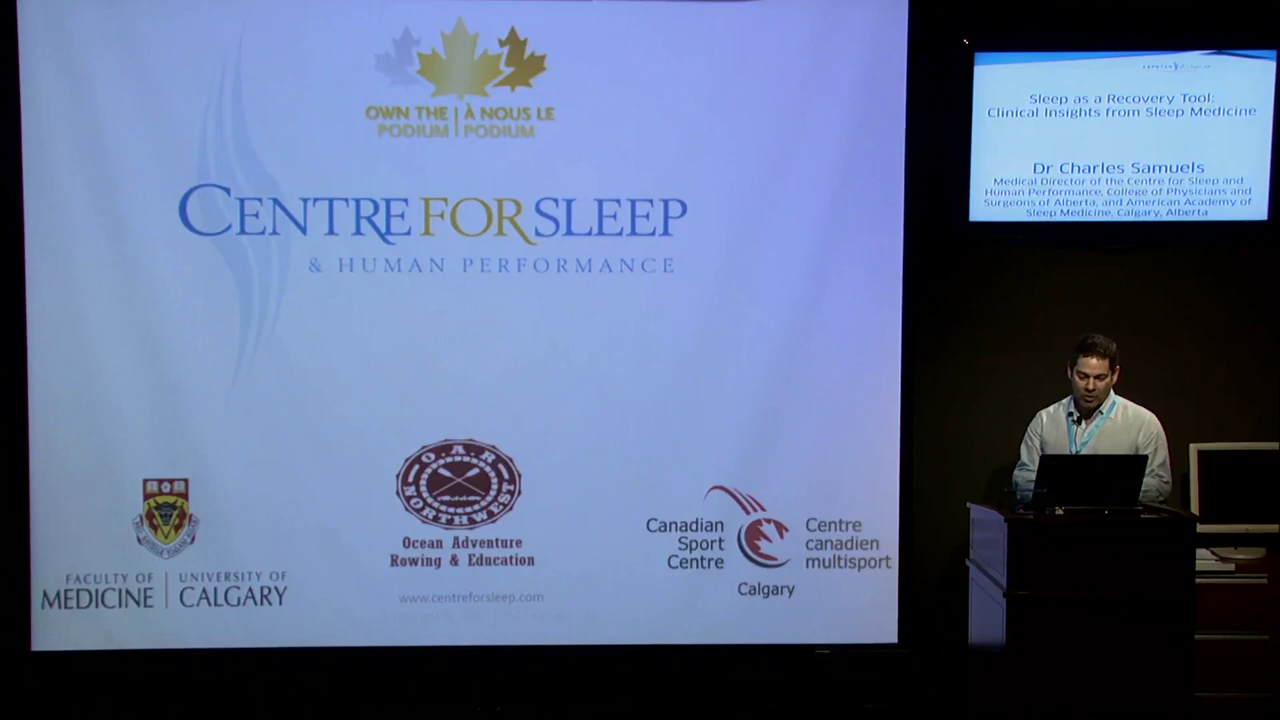 OWN THE | À NOUS LE
PODIUM | PODIUM
CENTRE FOR SLEEP
& HUMAN PERFORMANCE
O.A.R.
NORTHWEST
Ocean Adventure
Rowing & Education
www.centreforsleep.com
FACULTY OF | UNIVERSITY OF
MEDICINE | CALGARY
Canadian
Sport
Centre
Centre
canadien
multisport
Calgary
Sleep as a Recovery Tool:
Clinical Insights from Sleep Medicine
Dr Charles Samuels
Medical Director of the Centre for Sleep and
Human Performance, College of Physicians and
Surgeons of Alberta, and American Academy of
Sleep Medicine, Calgary, Alberta